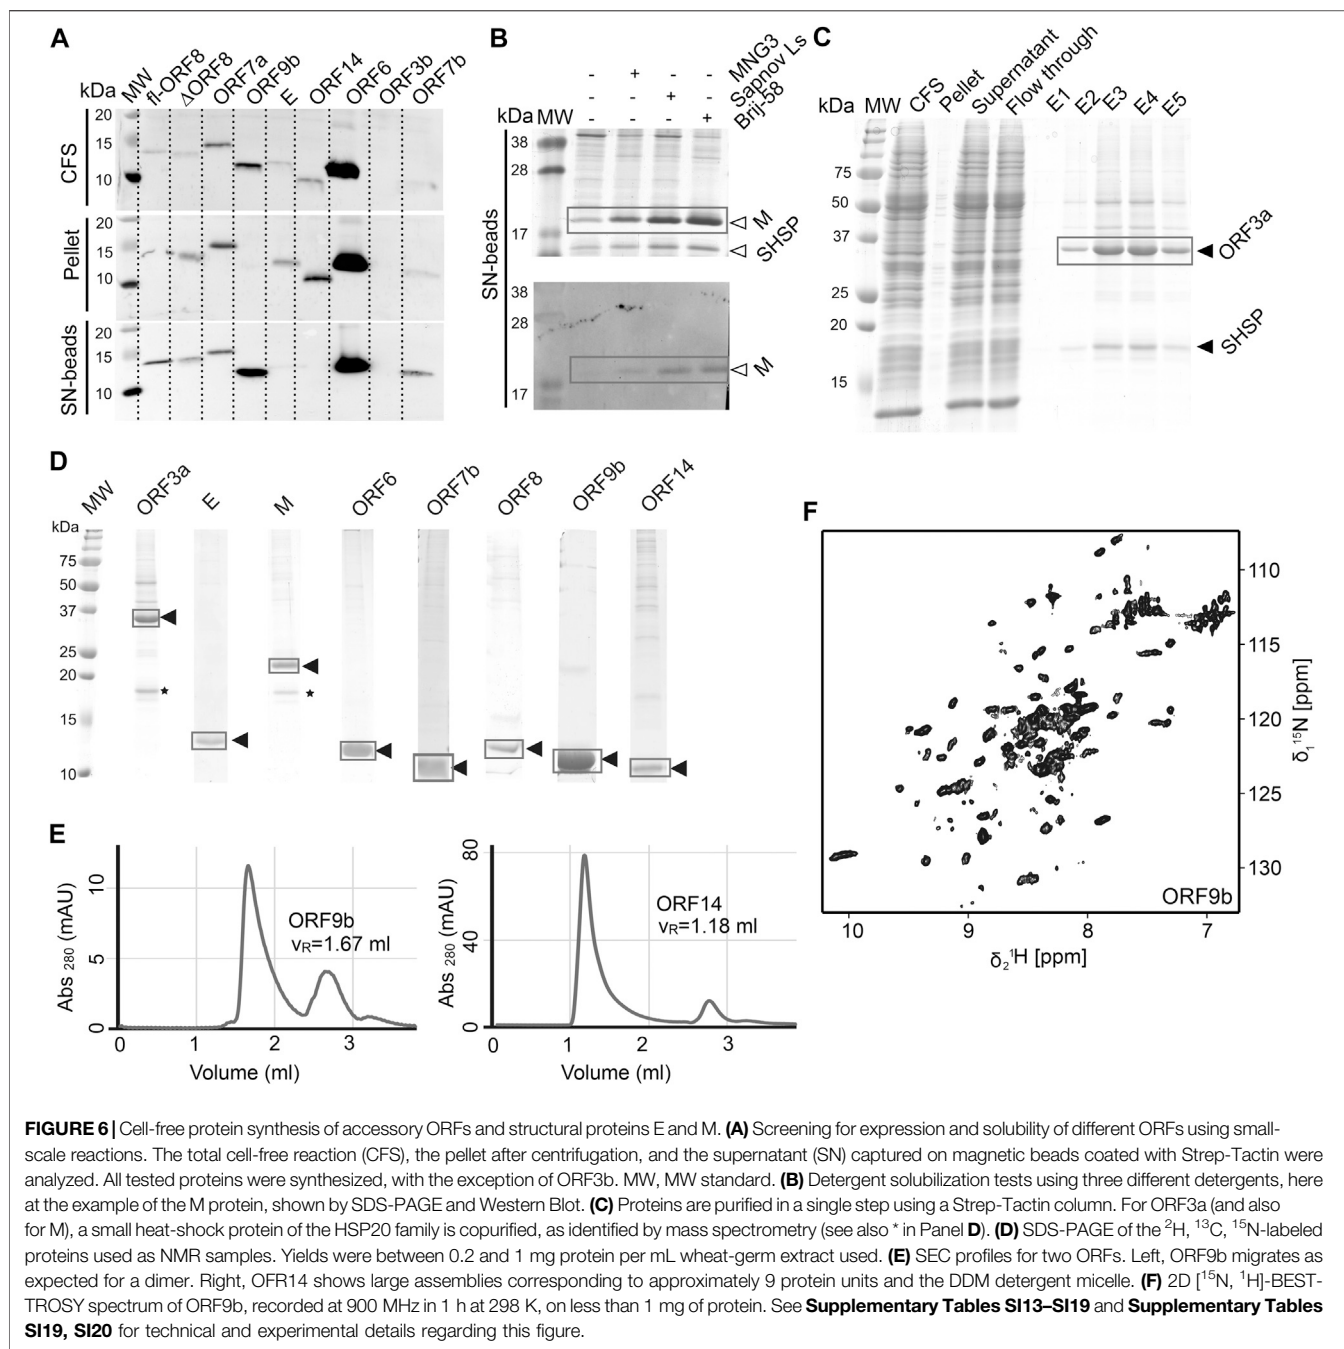 A
kDa
MW
fl-ORF8
ΔORF8
ORF7a
ORF9b
E
ORF14
ORF6
ORF3b
ORF7b
CFS
20
15
10
Pellet
20
15
10
SN-beads
20
15
10
B
- + - -
- - + -
- - - +
MNG3
Sapnov Ls
Brij-58
kDa MW
SN-beads
38
28
17
M
SHSP
38
28
17
M
C
kDa MW
CFS
Pellet
Supernatant
Flow through
E1
E2
E3
E4
E5
75
50
37
25
20
15
ORF3a
SHSP
D
MW
ORF3a
E
M
ORF6
ORF7b
ORF8
ORF9b
ORF14
kDa
75
50
37
25
20
15
10
★
★
E
Abs 280 (mAU)
10
5
0
ORF9b
vR=1.67 ml
0 1 2 3
Volume (ml)
Abs 280 (mAU)
80
40
0
ORF14
vR=1.18 ml
0 1 2 3
Volume (ml)
F
110
115
120
125
130
δ₁¹⁵N [ppm]
ORF9b
10 9 8 7
δ₂¹H [ppm]
FIGURE 6 | Cell-free protein synthesis of accessory ORFs and structural proteins E and M. (A) Screening for expression and solubility of different ORFs using small-
scale reactions. The total cell-free reaction (CFS), the pellet after centrifugation, and the supernatant (SN) captured on magnetic beads coated with Strep-Tactin were
analyzed. All tested proteins were synthesized, with the exception of ORF3b. MW, MW standard. (B) Detergent solubilization tests using three different detergents, here
at the example of the M protein, shown by SDS-PAGE and Western Blot. (C) Proteins are purified in a single step using a Strep-Tactin column. For ORF3a (and also
for M), a small heat-shock protein of the HSP20 family is copurified, as identified by mass spectrometry (see also * in Panel D). (D) SDS-PAGE of the ²H, ¹³C, ¹⁵N-labeled
proteins used as NMR samples. Yields were between 0.2 and 1 mg protein per mL wheat-germ extract used. (E) SEC profiles for two ORFs. Left, ORF9b migrates as
expected for a dimer. Right, OFR14 shows large assemblies corresponding to approximately 9 protein units and the DDM detergent micelle. (F) 2D [¹⁵N, ¹H]-BEST-
TROSY spectrum of ORF9b, recorded at 900 MHz in 1 h at 298 K, on less than 1 mg of protein. See Supplementary Tables SI13–SI19 and Supplementary Tables
SI19, SI20 for technical and experimental details regarding this figure.